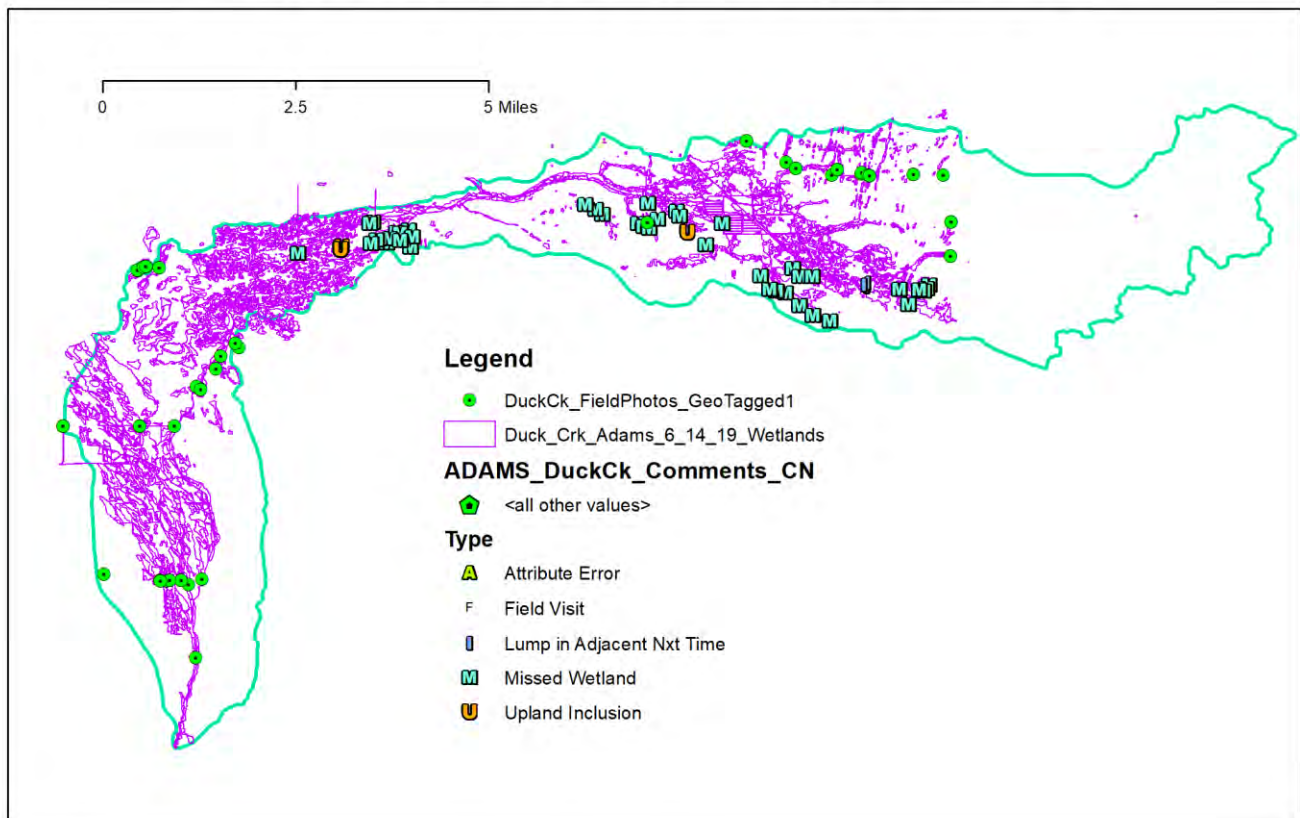 0 2.5 5 Miles
Legend
DuckCk_FieldPhotos_GeoTagged1
Duck_Crk_Adams_6_14_19_Wetlands
ADAMS_DuckCk_Comments_CN
<all other values>
Type
A Attribute Error
F Field Visit
I Lump in Adjacent Nxt Time
M Missed Wetland
U Upland Inclusion